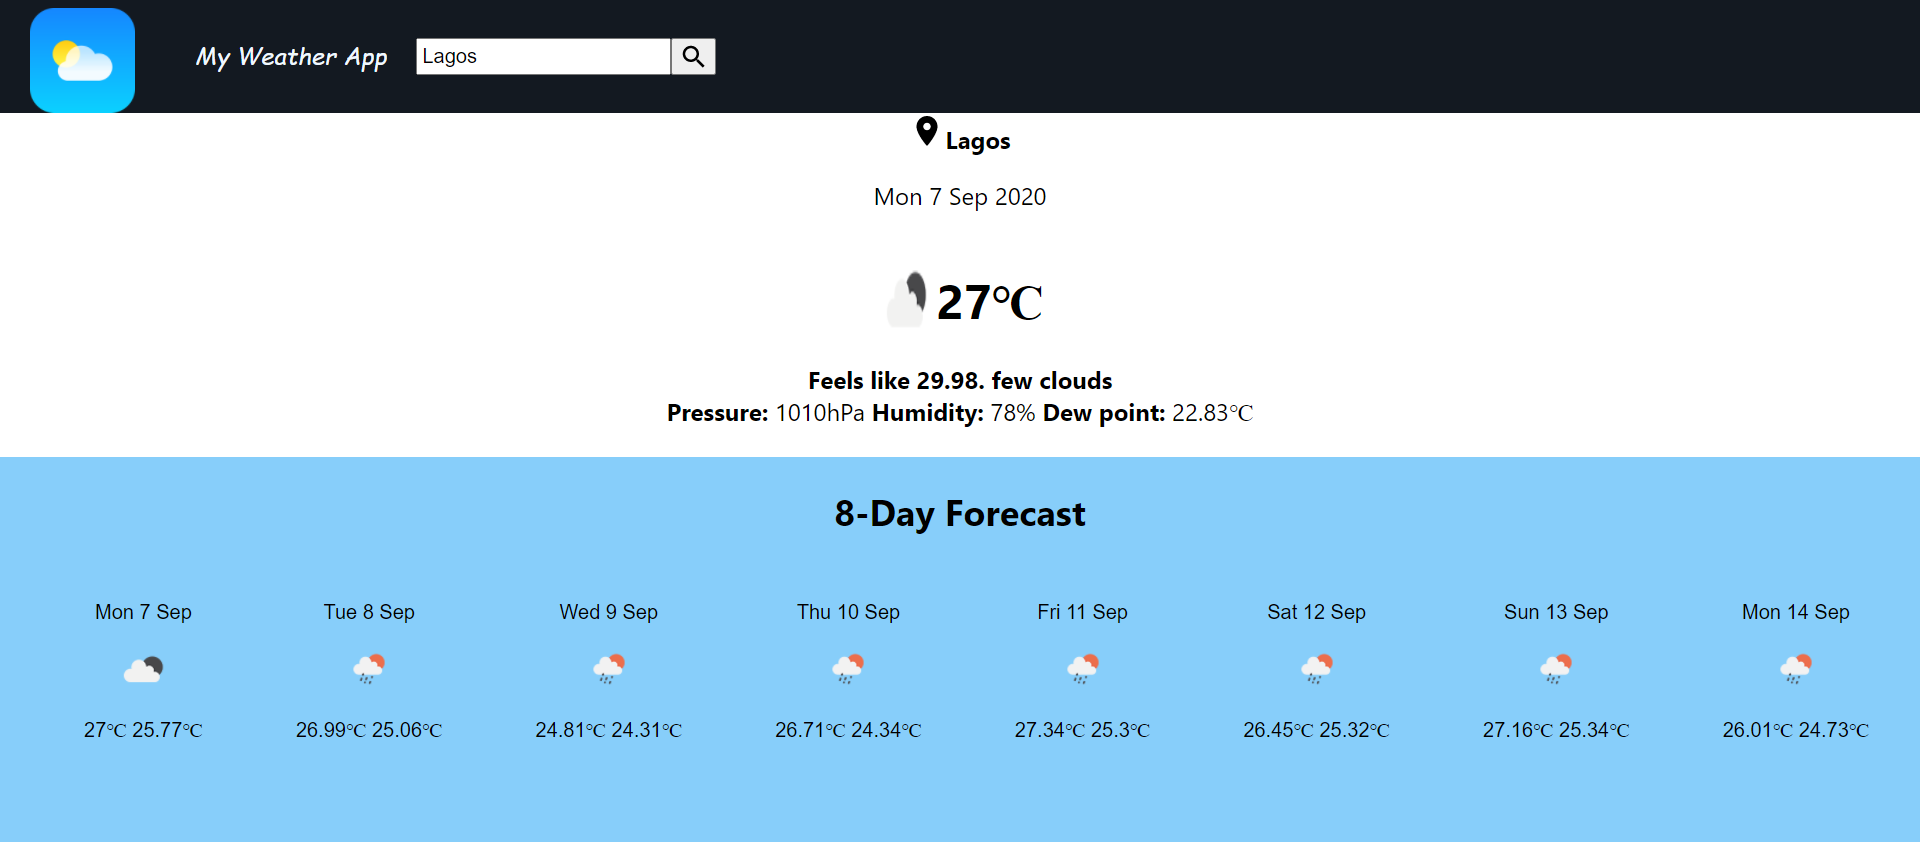 My Weather App
Lagos
Lagos
Mon 7 Sep 2020
27℃
Feels like 29.98. few clouds
Pressure: 1010hPa Humidity: 78% Dew point: 22.83℃
8-Day Forecast
Mon 7 Sep
27℃ 25.77℃
Tue 8 Sep
26.99℃ 25.06℃
Wed 9 Sep
24.81℃ 24.31℃
Thu 10 Sep
26.71℃ 24.34℃
Fri 11 Sep
27.34℃ 25.3℃
Sat 12 Sep
26.45℃ 25.32℃
Sun 13 Sep
27.16℃ 25.34℃
Mon 14 Sep
26.01℃ 24.73℃